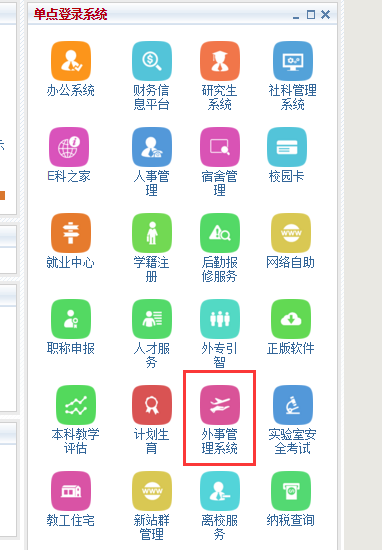 单点登录系统
办公系统
财务信
息平台
研究生
系统
社科管理
系统
E科之家
人事管
理
宿舍管
理
校园卡
就业中心
学籍注
册
后勤报
修服务
WWW
网络自助
示
职称申报
人才服
务
外专引
智
正版软件
本科教学
评估
计划生
育
外事管
理系统
实验室安
全考试
教工住宅
WWW
新站群
管理
离校服
务
纳税查询